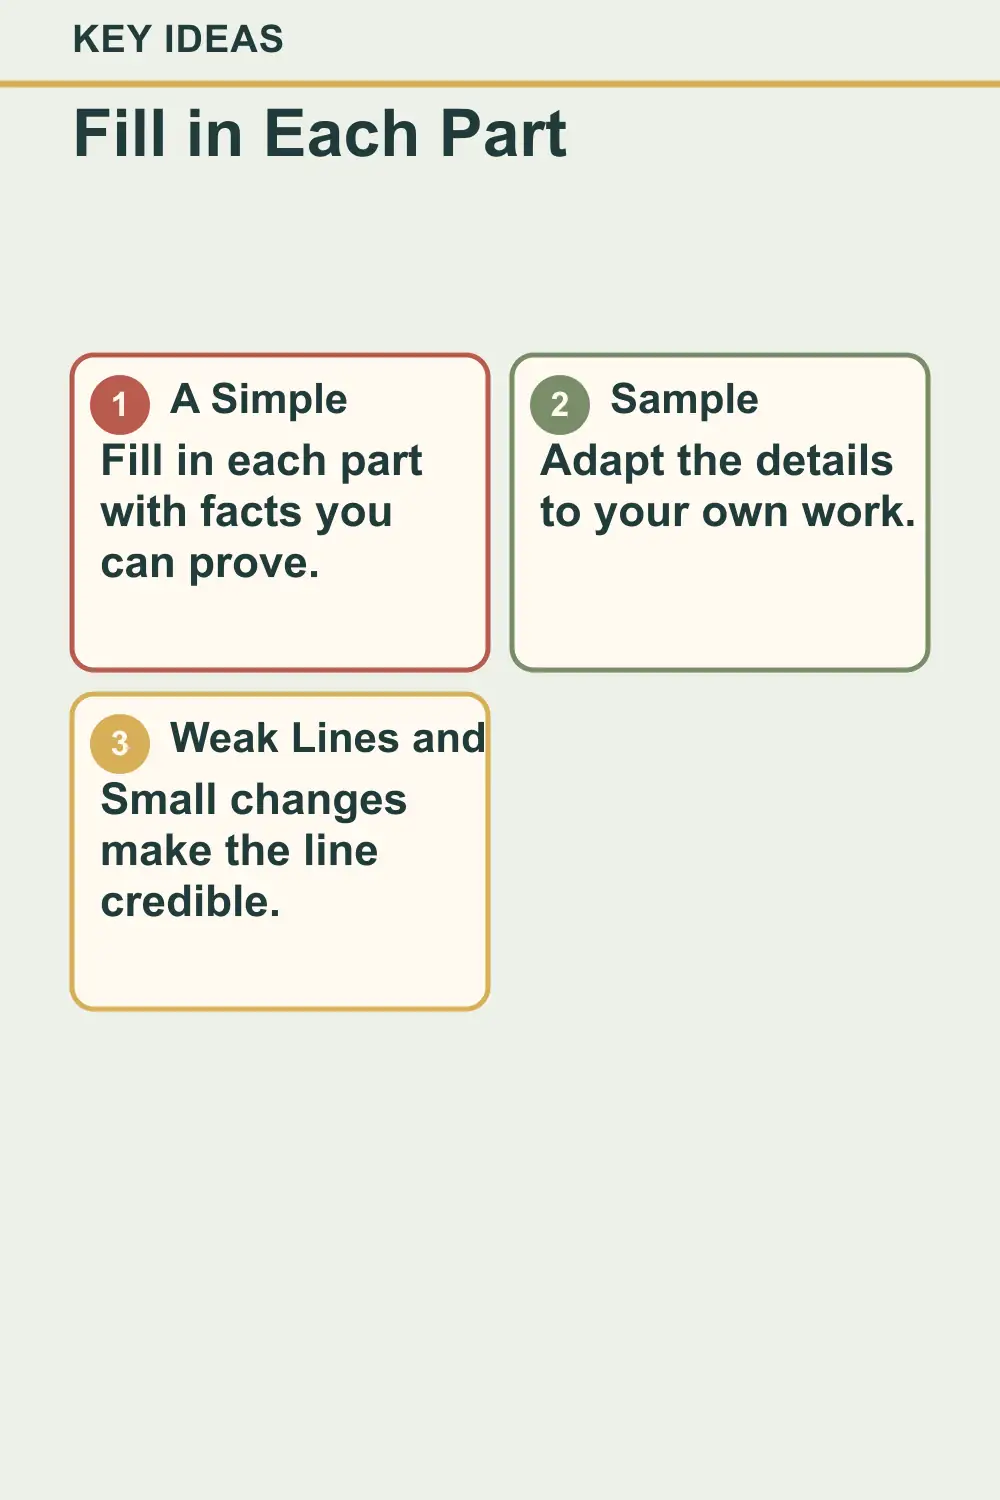 KEY IDEAS
Fill in Each Part
1 A Simple
Fill in each part
with facts you
can prove.
2 Sample
Adapt the details
to your own work.
3 Weak Lines and
Small changes
make the line
credible.